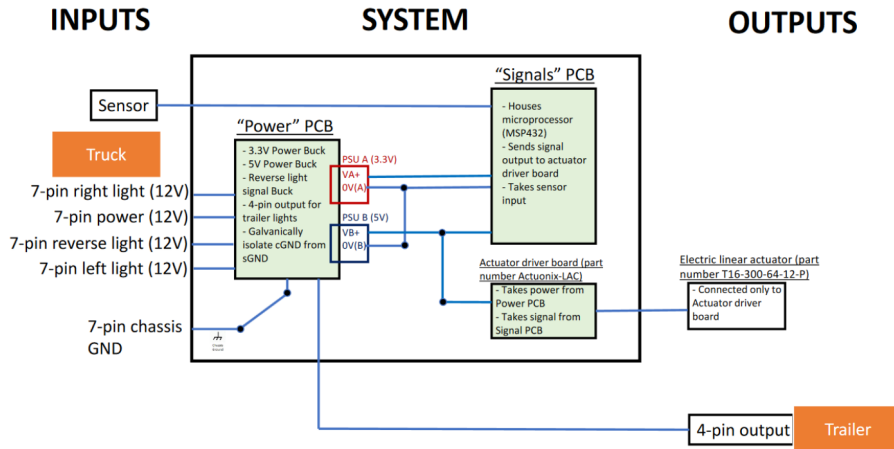 INPUTS
SYSTEM
OUTPUTS
Sensor
Truck
7-pin right light (12V)
7-pin power (12V)
7-pin reverse light (12V)
7-pin left light (12V)
7-pin chassis
GND
“Power” PCB
- 3.3V Power Buck
- 5V Power Buck
- Reverse light
signal Buck
- 4-pin output for
trailer lights
- Galvanically
isolate cGND from
sGND
PSU A (3.3V)
VA+
0V(A)
PSU B (5V)
VB+
0V(B)
“Signals” PCB
- Houses
microprocessor
(MSP432)
- Sends signal
output to actuator
driver board
- Takes sensor
input
Actuator driver board (part
number Actuonix-LAC)
- Takes power from
Power PCB
- Takes signal from
Signal PCB
Electric linear actuator (part
number T16-300-64-12-P)
- Connected only to
Actuator driver
board
4-pin output
Trailer